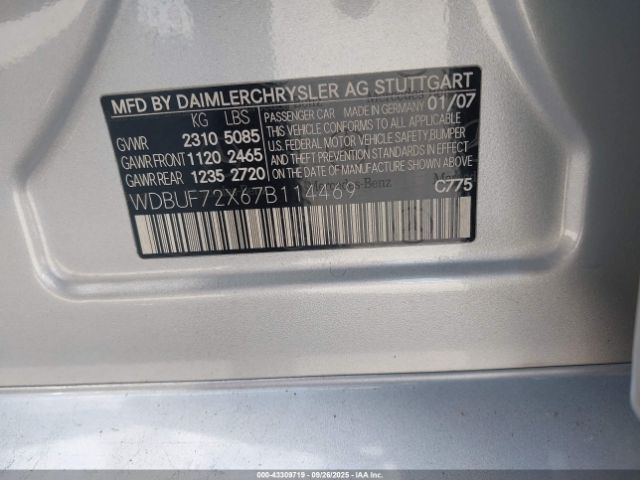 MFD BY DAIMLERCHRYSLER AG STUTTGART
KG LBS
GVWR 2310 5085
GAWR FRONT 1120 2465
GAWR REAR 1235 2720
PASSENGER CAR MADE IN GERMANY 01/07
THIS VEHICLE CONFORMS TO ALL APPLICABLE
U.S. FEDERAL MOTOR VEHICLE SAFETY, BUMPER
AND THEFT PREVENTION STANDARDS IN EFFECT
ON THE DATE OF MANUFACTURE SHOWN ABOVE.
Mercedes-Benz
WDBUF72X67B114469 C775
000-43309719 - 09/26/2025 - IAA Inc.